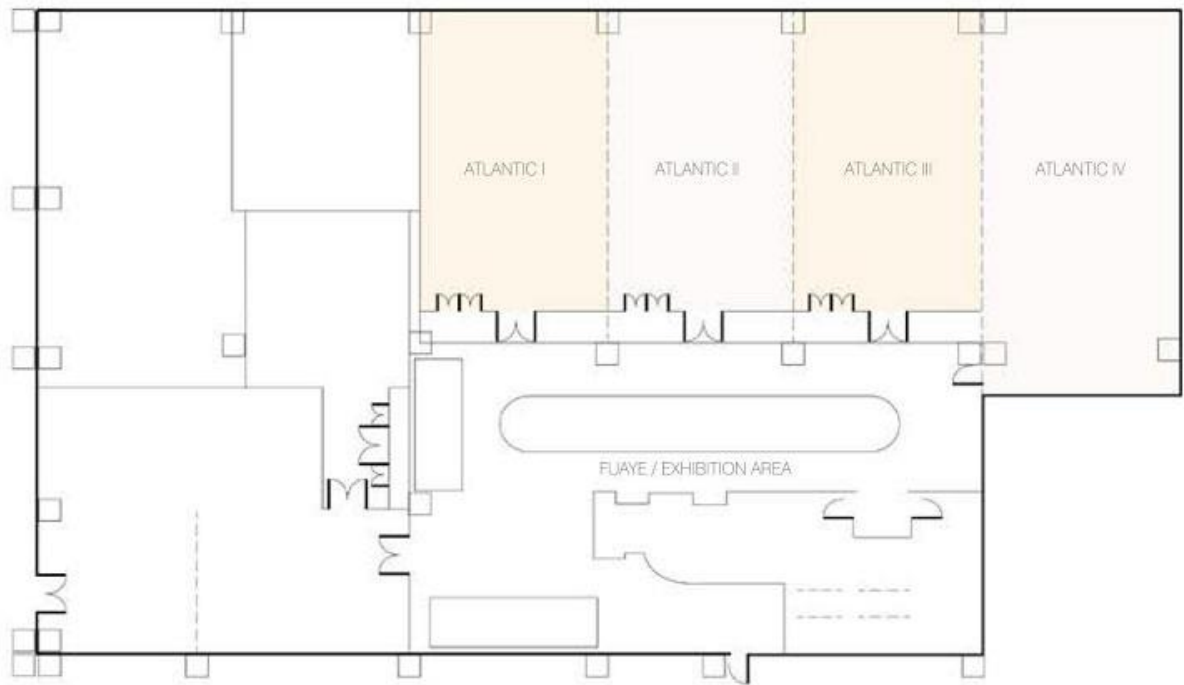 ATLANTIC I
ATLANTIC II
ATLANTIC III
ATLANTIC IV
FUAYE / EXHIBITION AREA